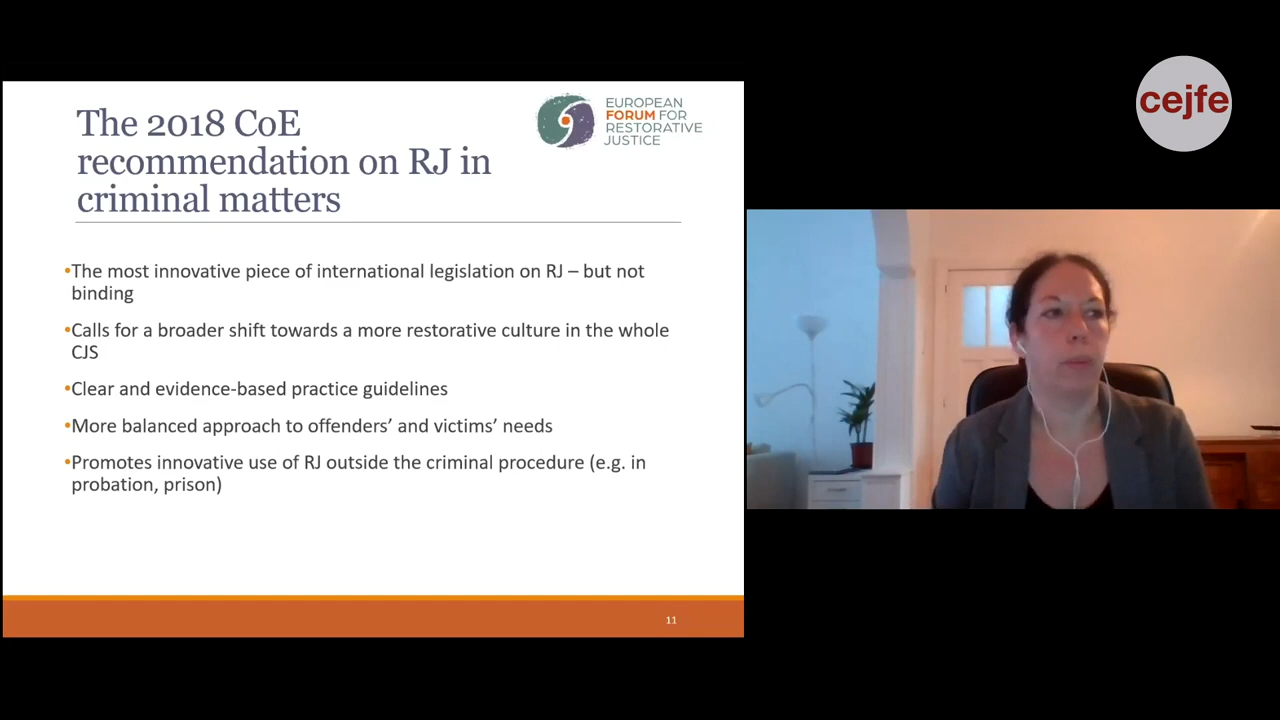 The 2018 CoE
recommendation on RJ in
criminal matters
EUROPEAN
FORUM FOR
RESTORATIVE
JUSTICE
•The most innovative piece of international legislation on RJ – but not
binding
•Calls for a broader shift towards a more restorative culture in the whole
CJS
•Clear and evidence-based practice guidelines
•More balanced approach to offenders’ and victims’ needs
•Promotes innovative use of RJ outside the criminal procedure (e.g. in
probation, prison)
11
cejfe